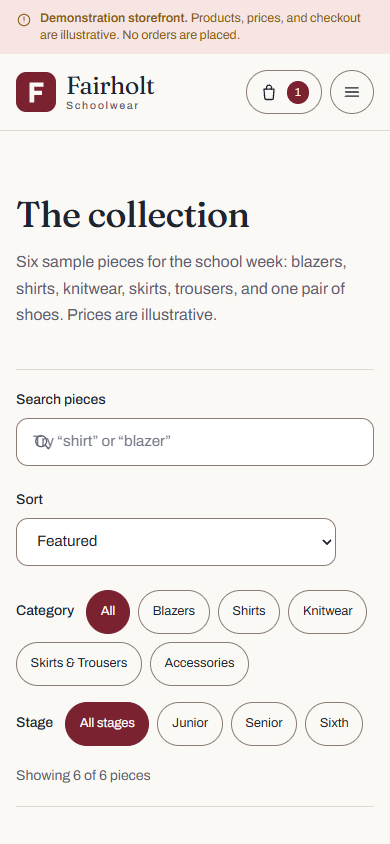 Demonstration storefront. Products, prices, and checkout
are illustrative. No orders are placed.
F
Fairholt
Schoolwear
1
The collection
Six sample pieces for the school week: blazers,
shirts, knitwear, skirts, trousers, and one pair of
shoes. Prices are illustrative.
Search pieces
Try “shirt” or “blazer”
Sort
Featured
Category
All
Blazers
Shirts
Knitwear
Skirts & Trousers
Accessories
Stage
All stages
Junior
Senior
Sixth
Showing 6 of 6 pieces